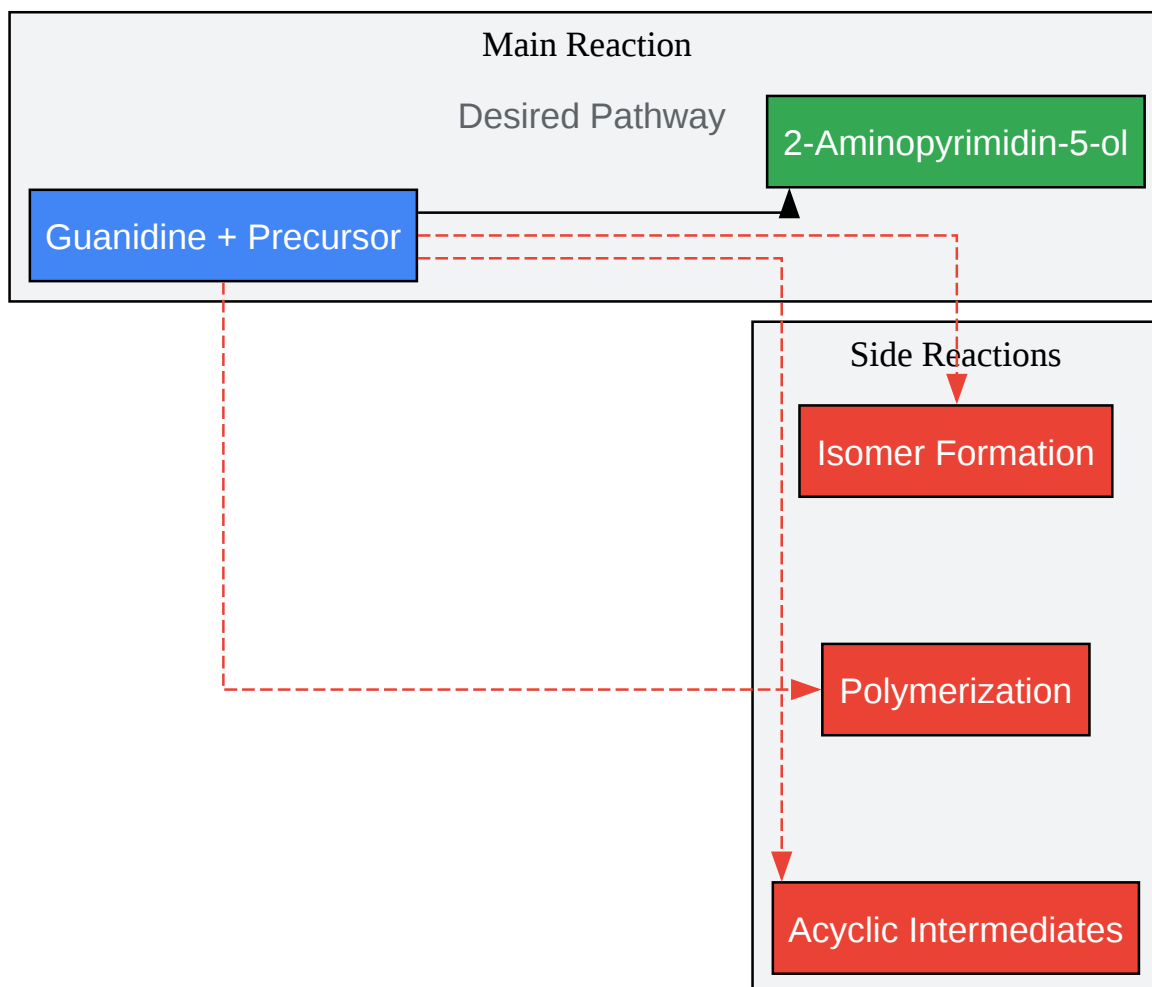 Main Reaction
Desired Pathway
2-Aminopyrimidin-5-ol
Guanidine + Precursor
Side Reactions
Isomer Formation
Polymerization
Acyclic Intermediates